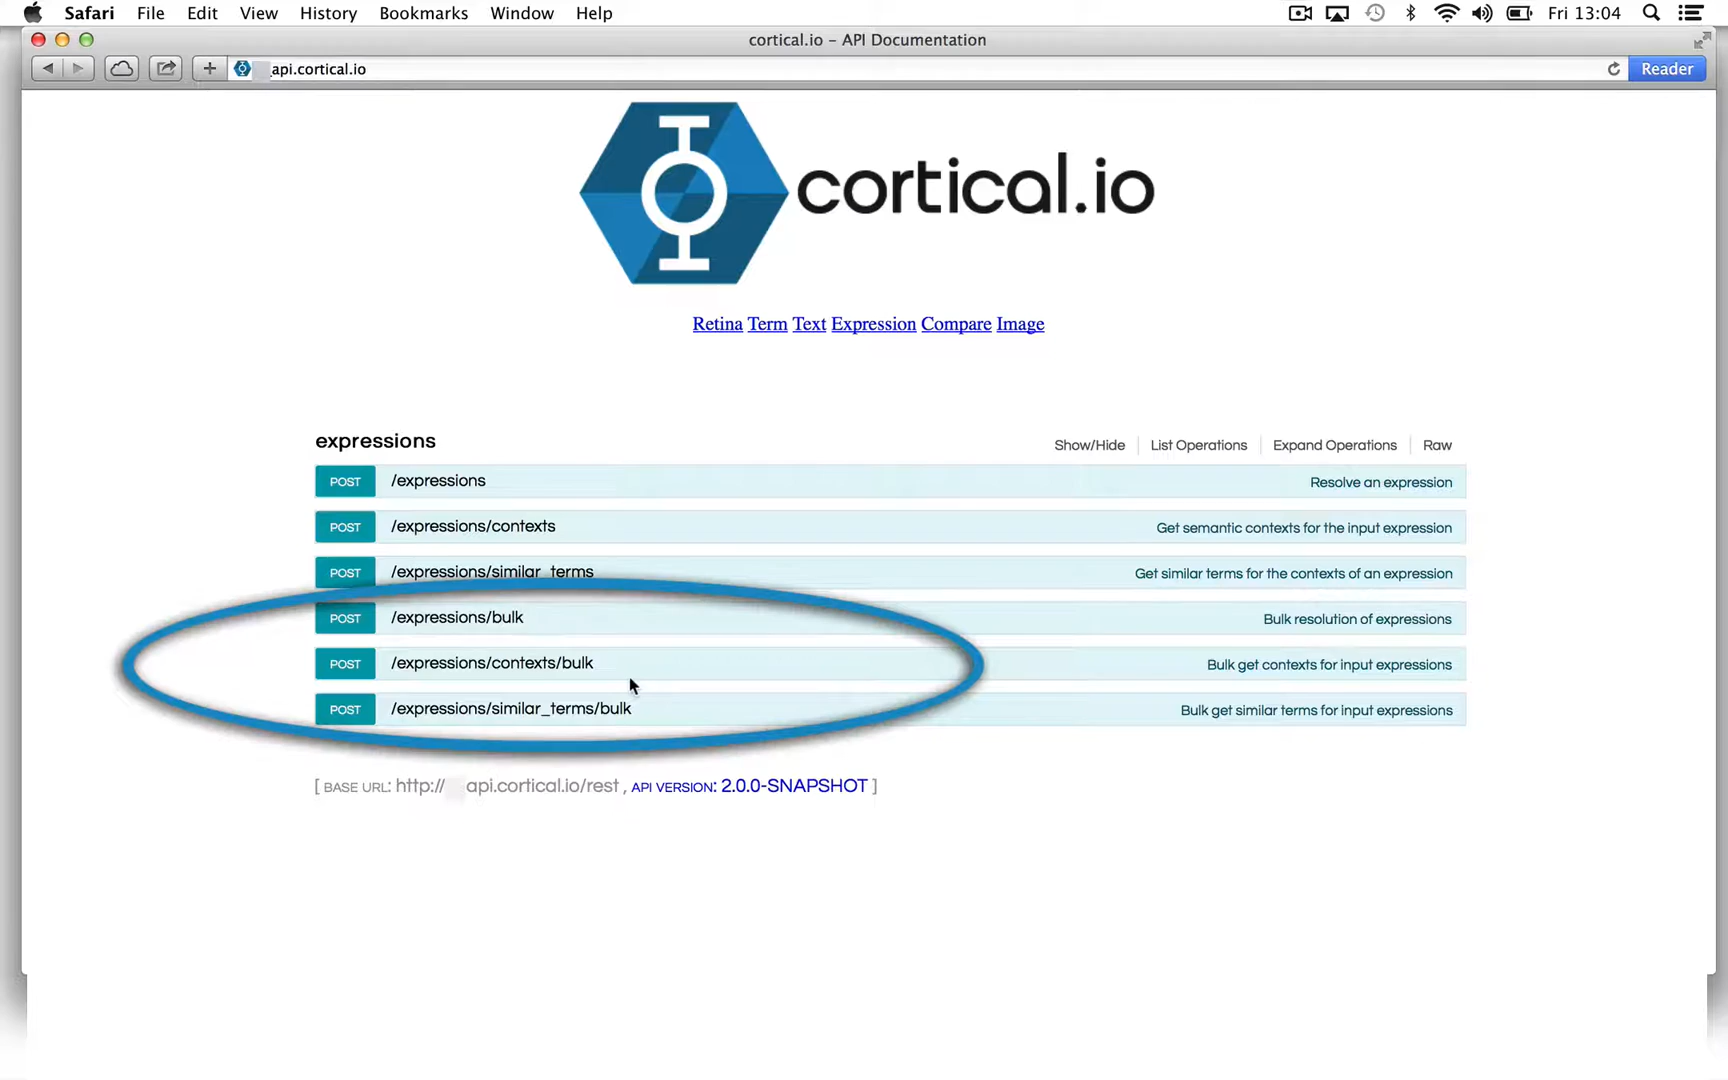 Safari File Edit View History Bookmarks Window Help Fri 13:04
cortical.io – API Documentation
api.cortical.io Reader
cortical.io
Retina Term Text Expression Compare Image
expressions Show/Hide List Operations Expand Operations Raw
POST /expressions Resolve an expression
POST /expressions/contexts Get semantic contexts for the input expression
POST /expressions/similar_terms Get similar terms for the contexts of an expression
POST /expressions/bulk Bulk resolution of expressions
POST /expressions/contexts/bulk Bulk get contexts for input expressions
POST /expressions/similar_terms/bulk Bulk get similar terms for input expressions
[ BASE URL: http:// api.cortical.io/rest , API VERSION: 2.0.0-SNAPSHOT ]